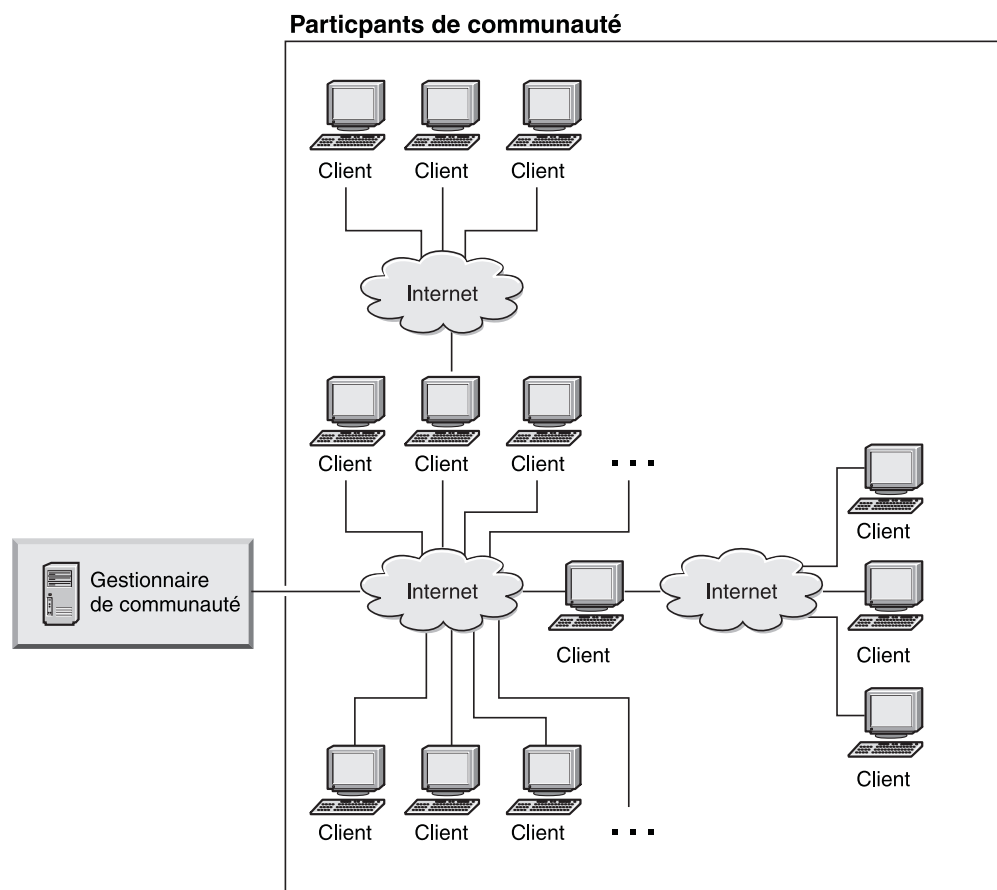 Particpants de communauté
Client Client Client
Internet
Client Client Client ...
Client
Gestionnaire
de communauté
Internet
Internet
Client
Client
Client
Client Client Client ...